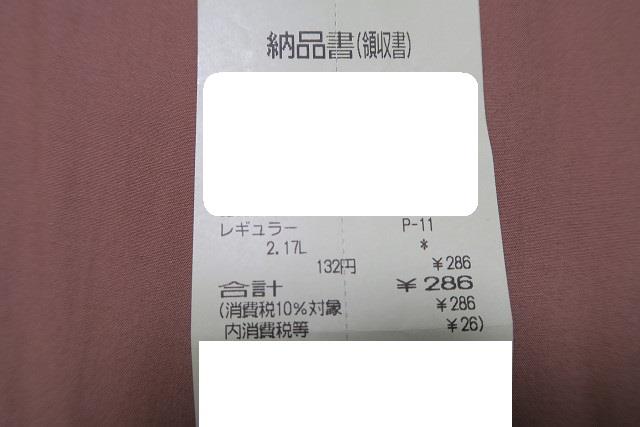 納品書(領収書)
レギュラー P-11
2.17L *
132円 ¥286
合計 ¥286
(消費税10%対象 ¥286
内消費税等 ¥26)